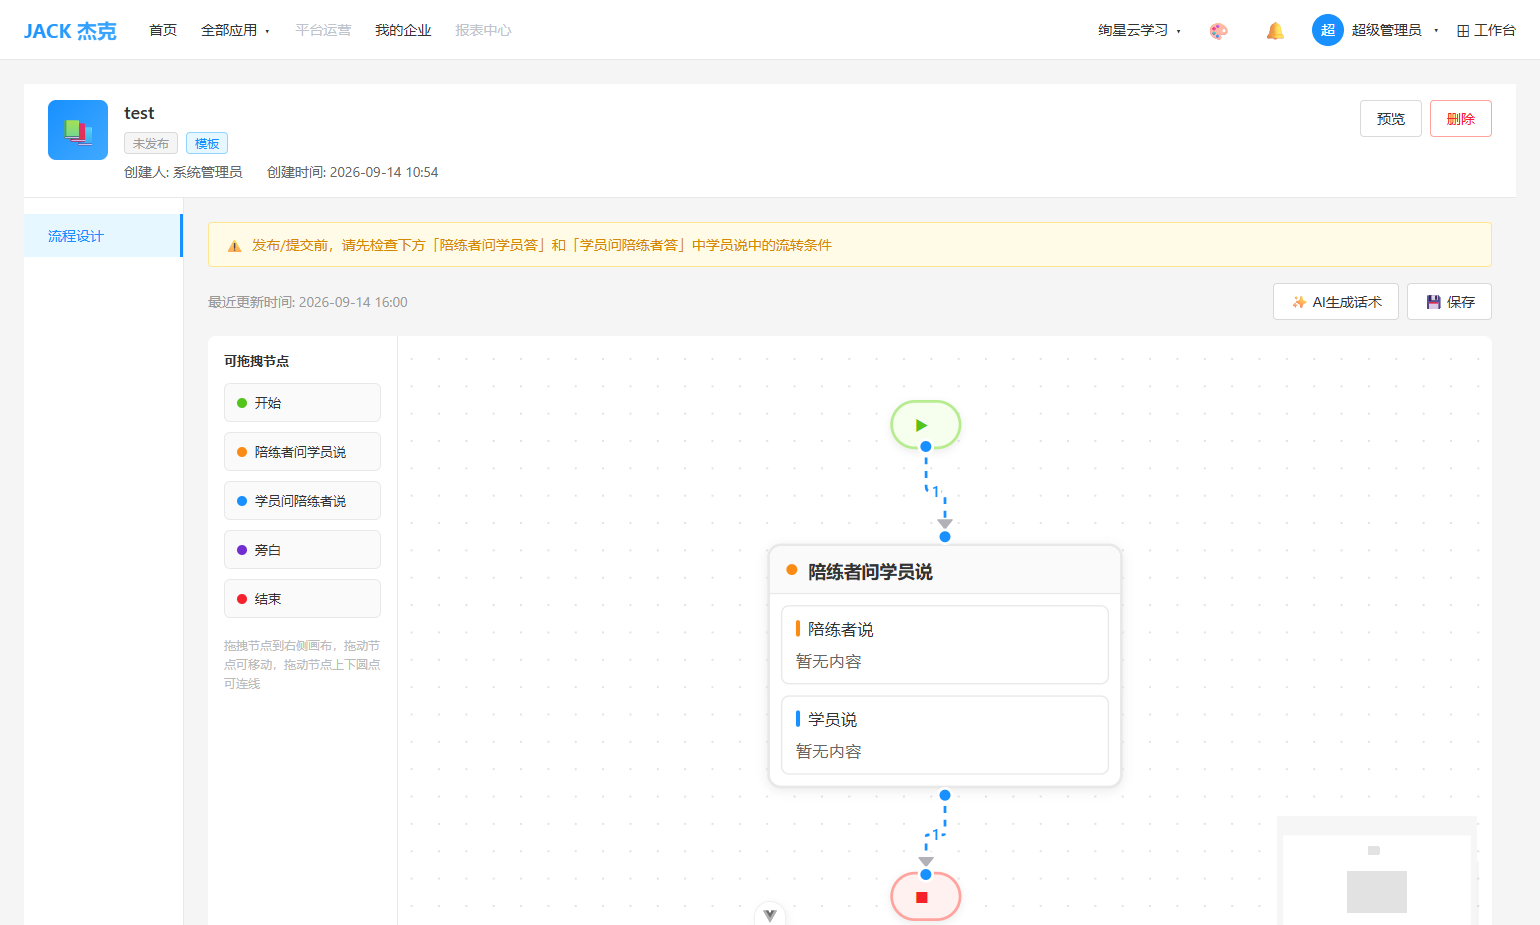 JACK 杰克
首页
全部应用
平台运营
我的企业
报表中心
绚星云学习
超
超级管理员
工作台
test
未发布
模板
创建人: 系统管理员
创建时间: 2026-09-14 10:54
预览
删除
流程设计
发布/提交前，请先检查下方「陪练者问学员答」和「学员问陪练者答」中学员说中的流转条件
最近更新时间: 2026-09-14 16:00
AI生成话术
保存
可拖拽节点
开始
陪练者问学员说
学员问陪练者说
旁白
结束
拖拽节点到右侧画布，拖动节
点可移动，拖动节点上下圆点
可连线
1
陪练者问学员说
陪练者说
暂无内容
学员说
暂无内容
1